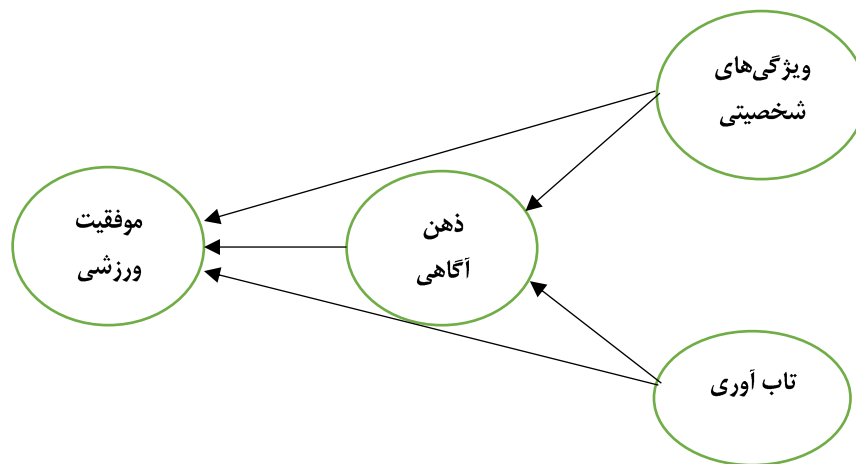 ویژگی‌های
شخصیتی
ذهن
آگاهی
موفقیت
ورزشی
تاب آوری